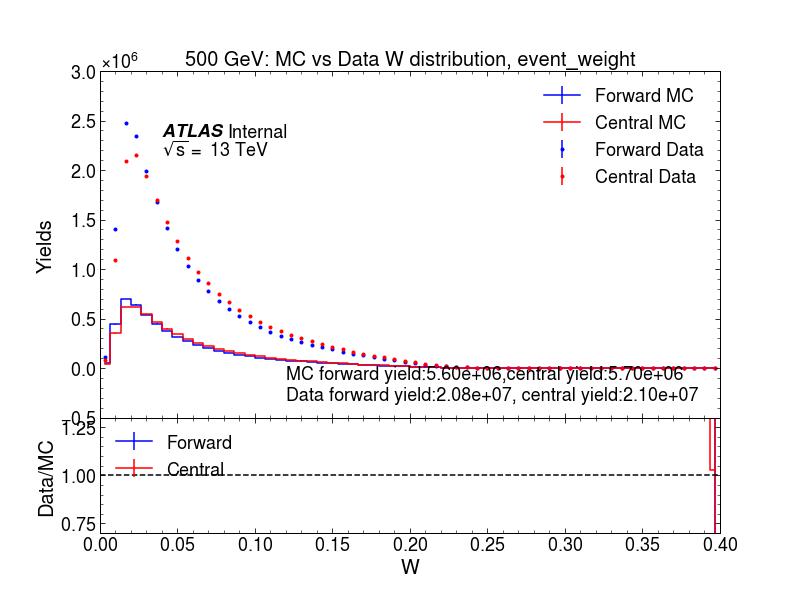 500 GeV: MC vs Data W distribution, event_weight
×10⁶
3.0
2.5
2.0
1.5
1.0
0.5
0.0
0.5
Yields
ATLAS Internal
√s = 13 TeV
Forward MC
Central MC
Forward Data
Central Data
MC forward yield:5.60e+06,central yield:5.70e+06
Data forward yield:2.08e+07, central yield:2.10e+07
1.25
1.00
0.75
Data/MC
Forward
Central
0.00 0.05 0.10 0.15 0.20 0.25 0.30 0.35 0.40
W